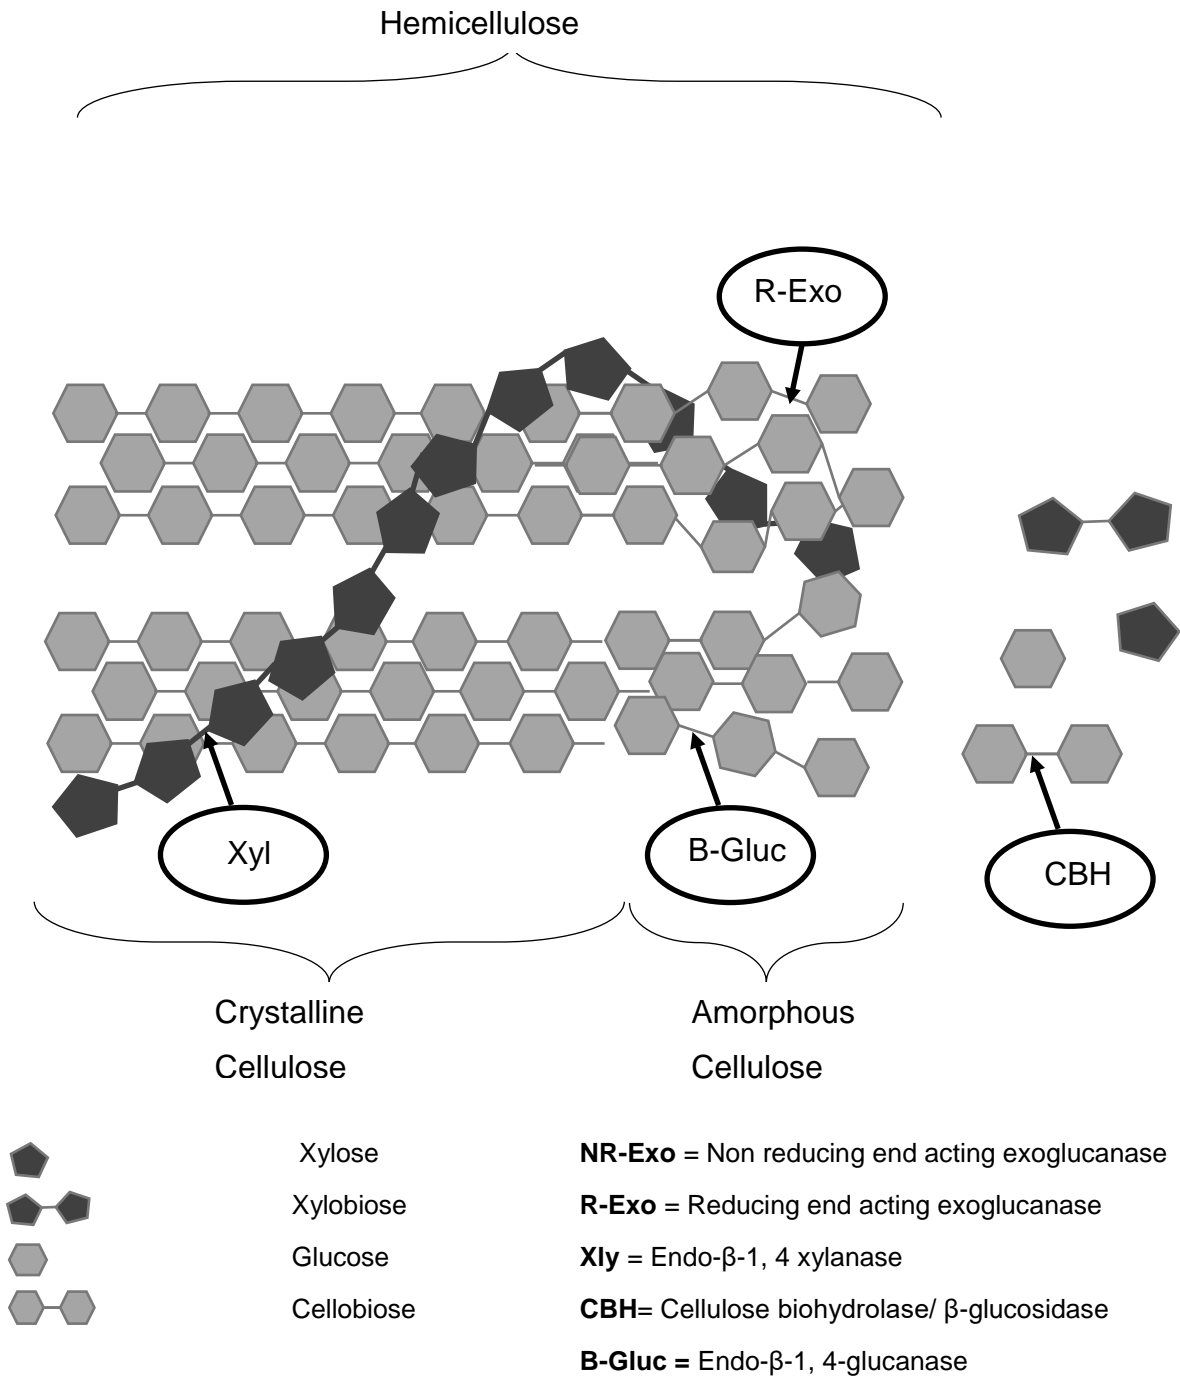 Hemicellulose
R-Exo
Xyl
B-Gluc
CBH
Crystalline
Cellulose
Amorphous
Cellulose
Xylose
NR-Exo = Non reducing end acting exoglucanase
Xylobiose
R-Exo = Reducing end acting exoglucanase
Glucose
Xly = Endo-β-1, 4 xylanase
Cellobiose
CBH= Cellulose biohydrolase/ β-glucosidase
B-Gluc = Endo-β-1, 4-glucanase